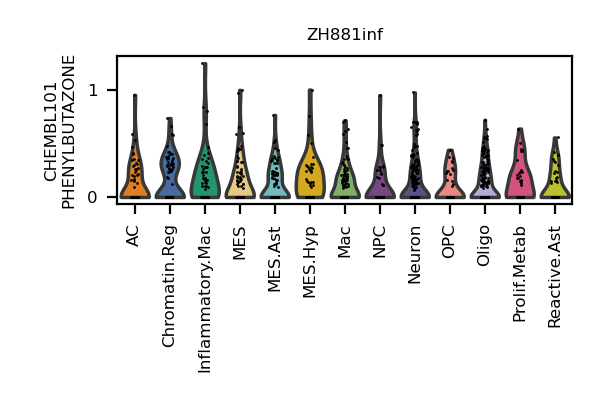 ZH881inf
CHEMBL101
PHENYLBUTAZONE
1
0
AC
Chromatin.Reg
Inflammatory.Mac
MES
MES.Ast
MES.Hyp
Mac
NPC
Neuron
OPC
Oligo
Prolif.Metab
Reactive.Ast